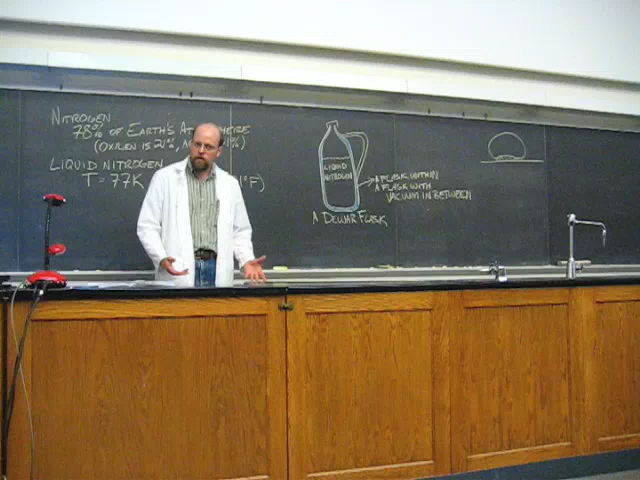 NITROGEN
78% OF EARTH'S ATMOSPHERE
(OXYGEN IS 21%, 1%)
LIQUID NITROGEN
T = 77K °F)
LIQUID
NITROGEN
A FLASK WITHIN
A FLASK WITH
VACUUM IN BETWEEN
A DEWAR FLASK